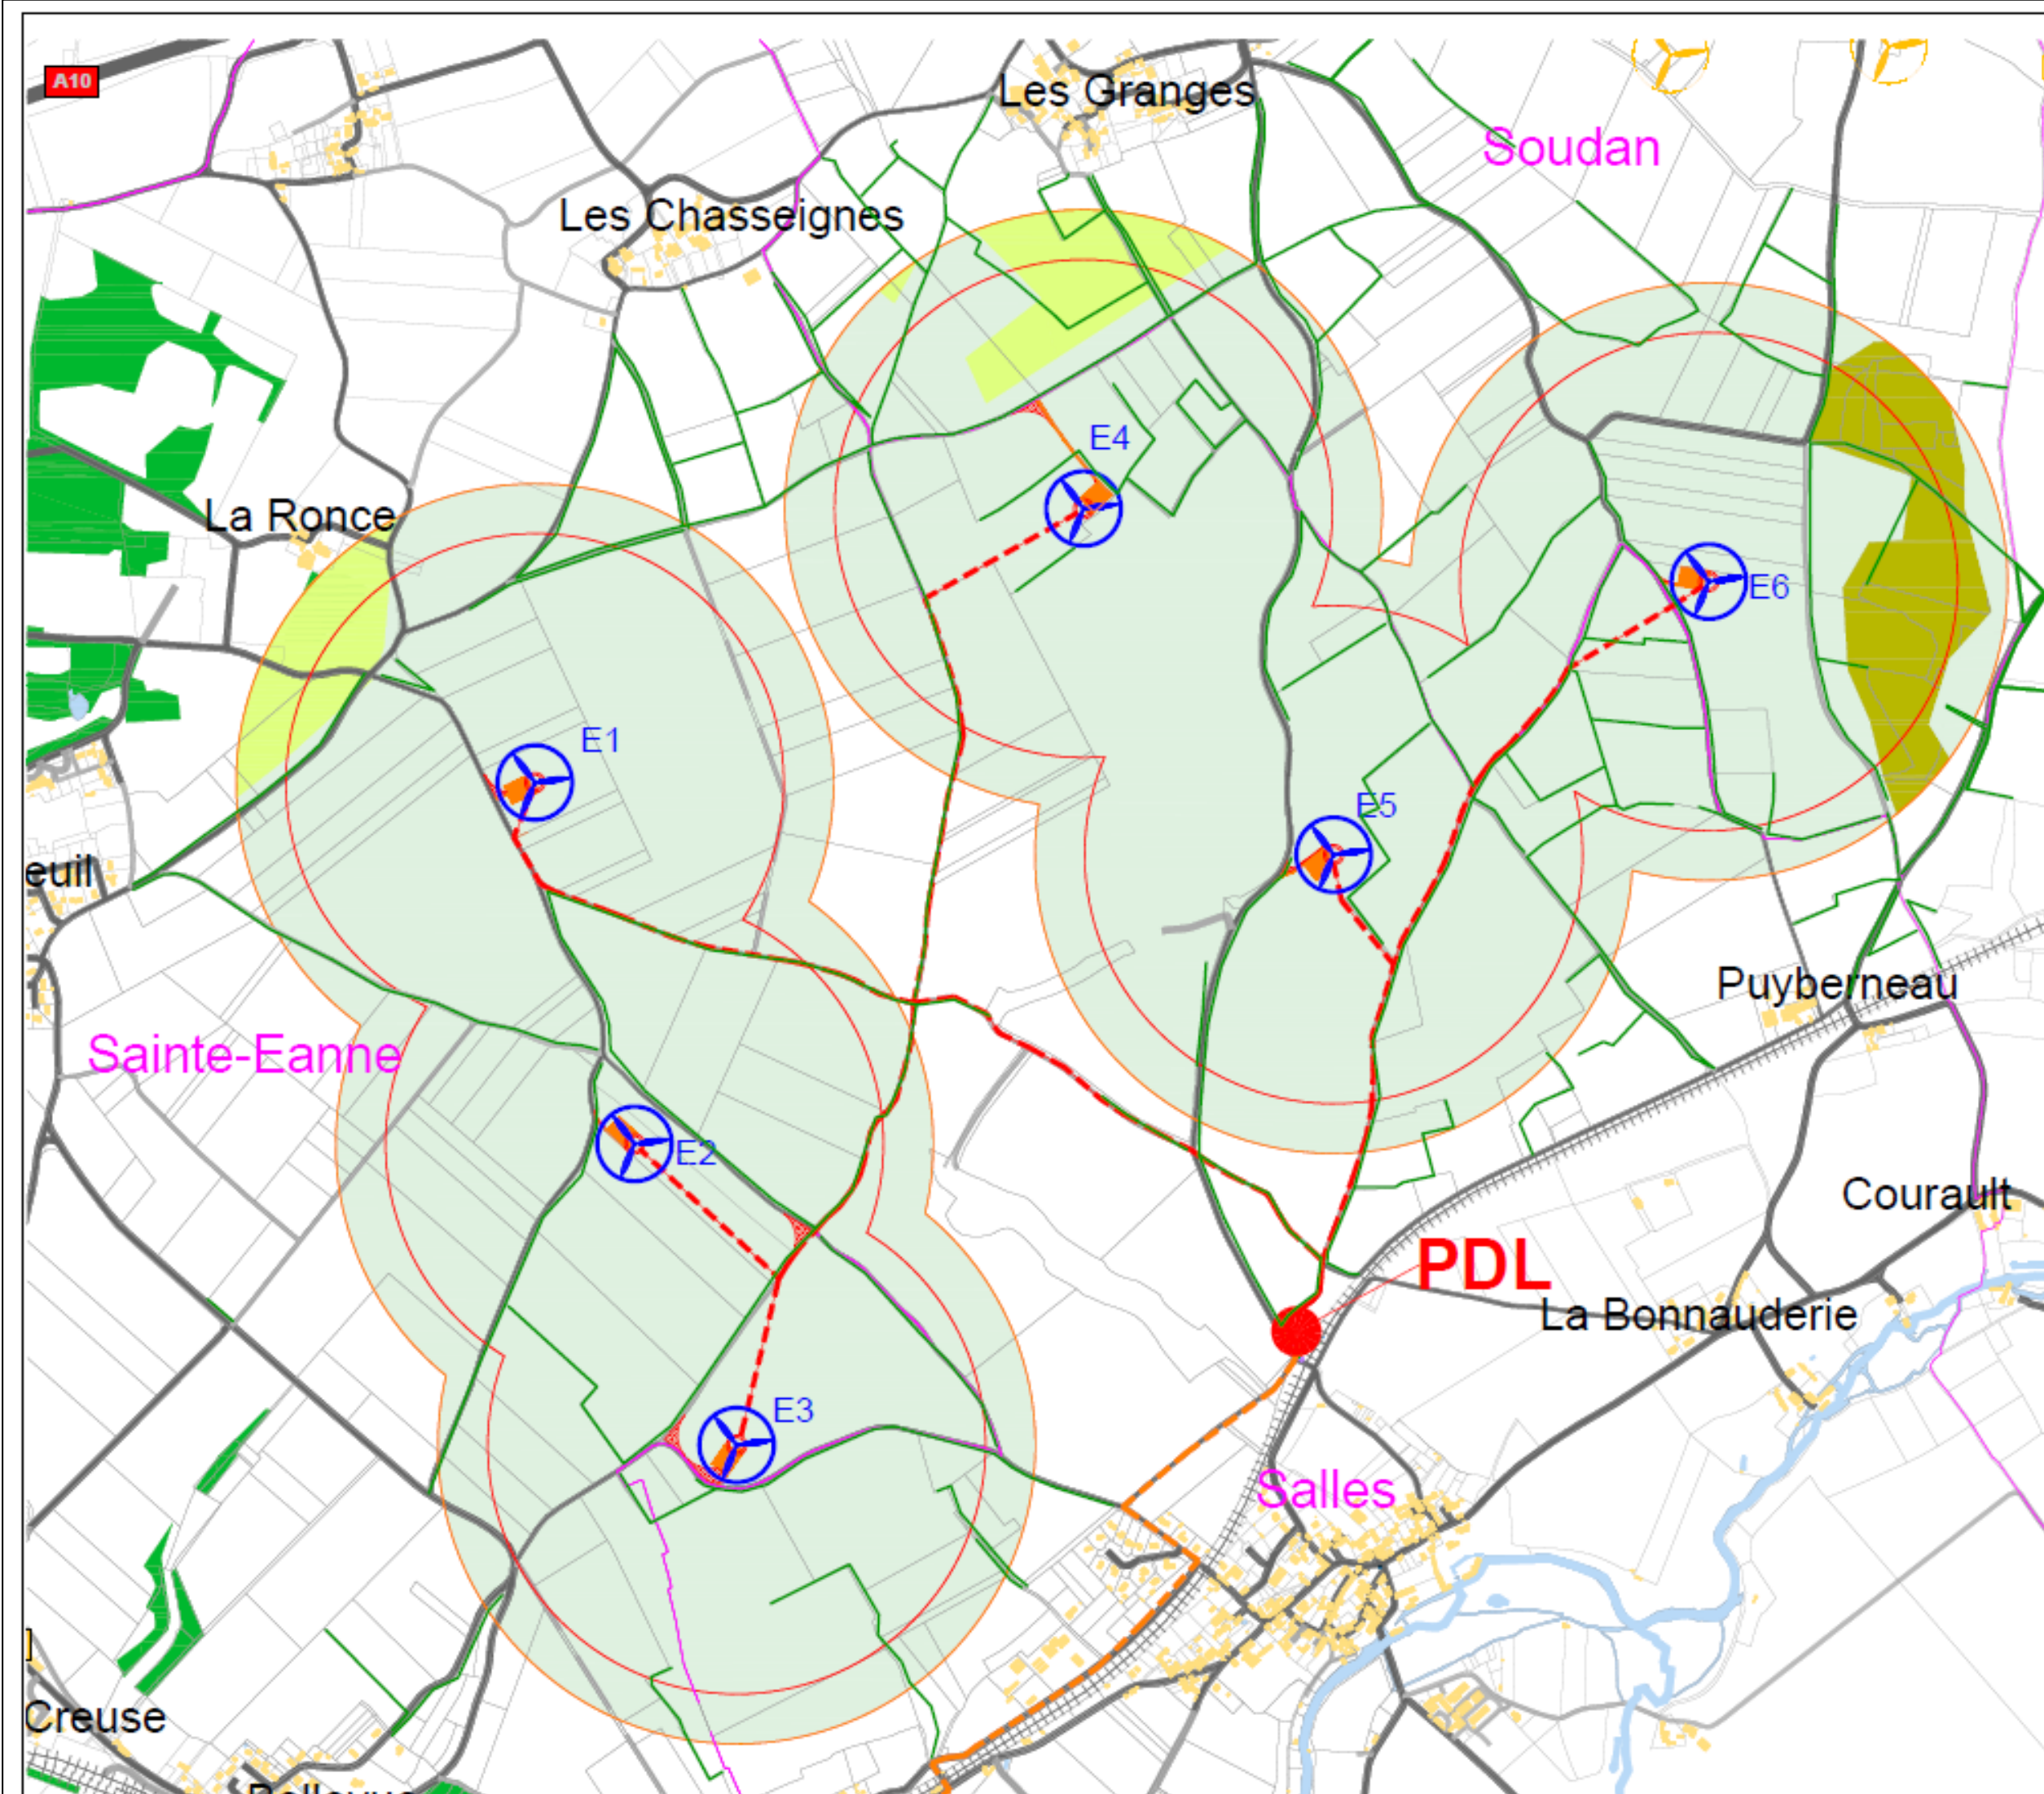 A10
Les Granges
Soudan
Les Chasseignes
E4
La Ronce
E6
E1
E5
euil
Puyberneau
Sainte-Eanne
E2
Courault
PDL
La Bonnauderie
E3
Salles
Creuse